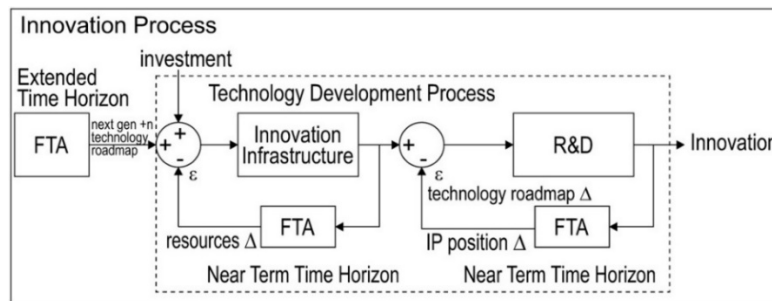 Innovation Process
investment
Extended
Time Horizon
Technology Development Process
FTA
next gen +n
technology
roadmap
+
+
-
ε
Innovation
Infrastructure
+
-
ε
R&D
Innovation
technology roadmap Δ
resources Δ
FTA
IP position Δ
FTA
Near Term Time Horizon
Near Term Time Horizon